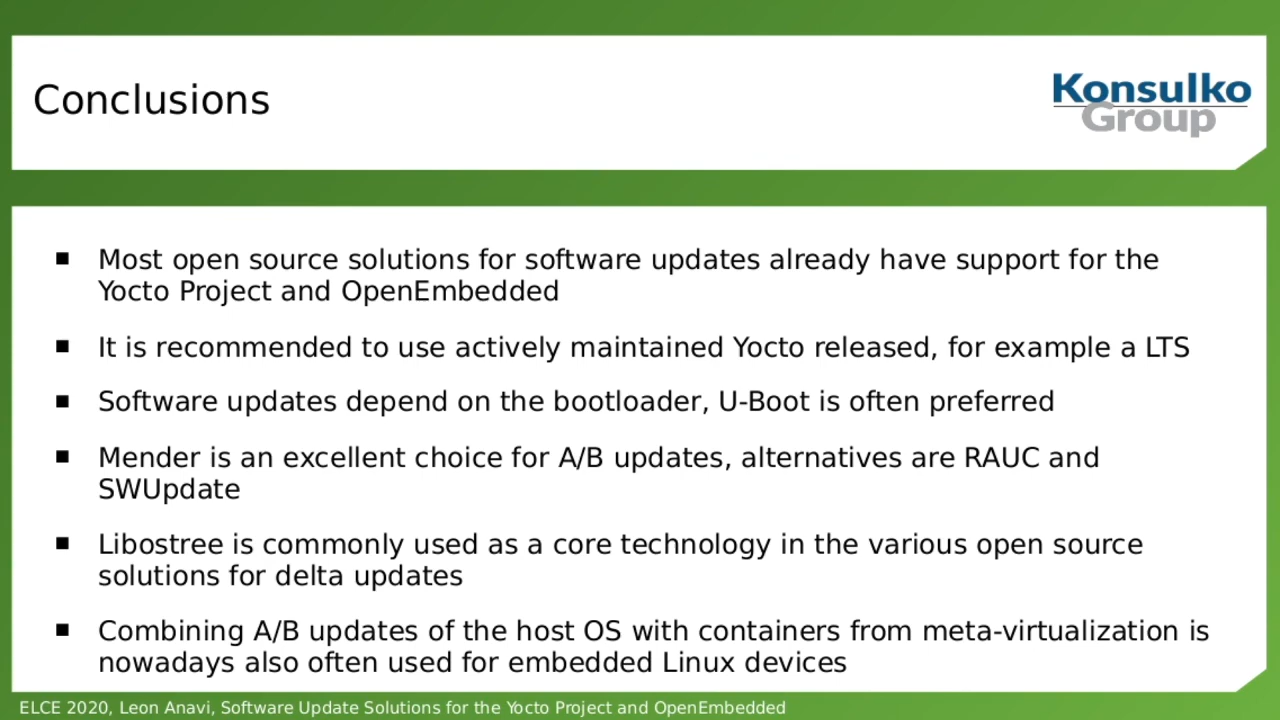 Conclusions
Konsulko
Group
▪ Most open source solutions for software updates already have support for the
Yocto Project and OpenEmbedded
▪ It is recommended to use actively maintained Yocto released, for example a LTS
▪ Software updates depend on the bootloader, U-Boot is often preferred
▪ Mender is an excellent choice for A/B updates, alternatives are RAUC and
SWUpdate
▪ Libostree is commonly used as a core technology in the various open source
solutions for delta updates
▪ Combining A/B updates of the host OS with containers from meta-virtualization is
nowadays also often used for embedded Linux devices
ELCE 2020, Leon Anavi, Software Update Solutions for the Yocto Project and OpenEmbedded